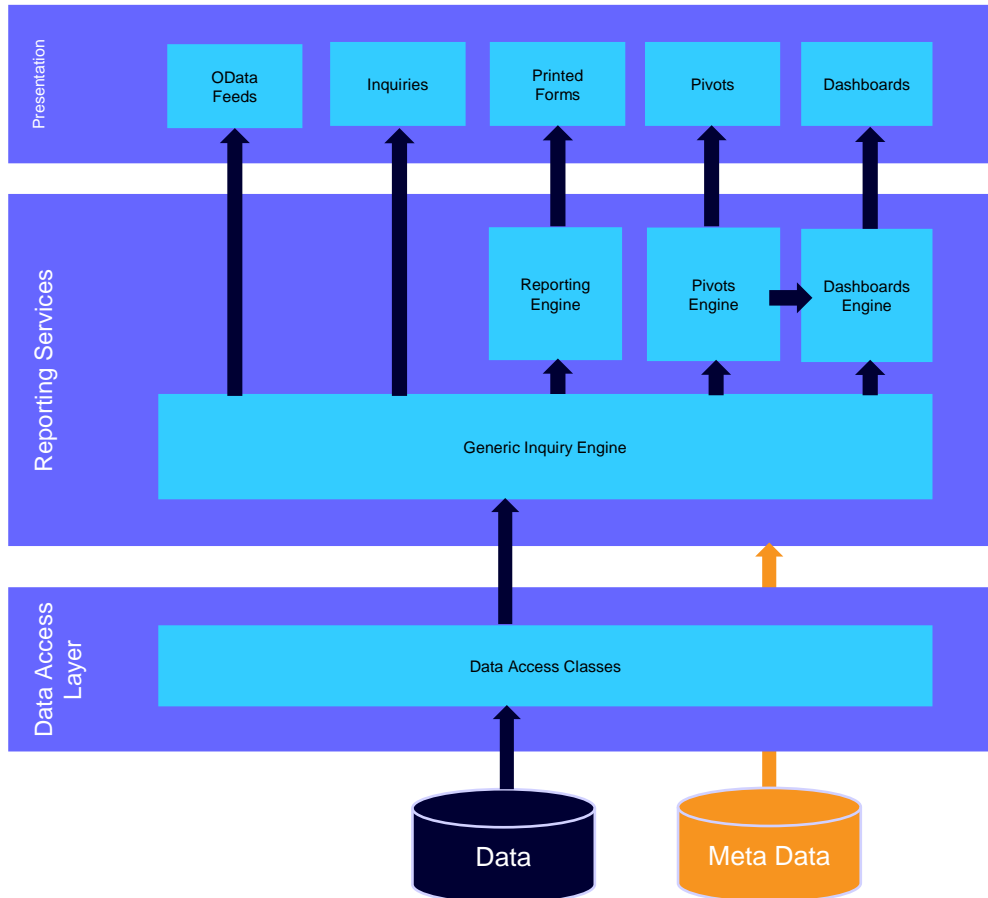 Presentation
OData
Feeds
Inquiries
Printed
Forms
Pivots
Dashboards
Reporting Services
Reporting
Engine
Pivots
Engine
Dashboards
Engine
Generic Inquiry Engine
Data Access
Layer
Data Access Classes
Data
Meta Data